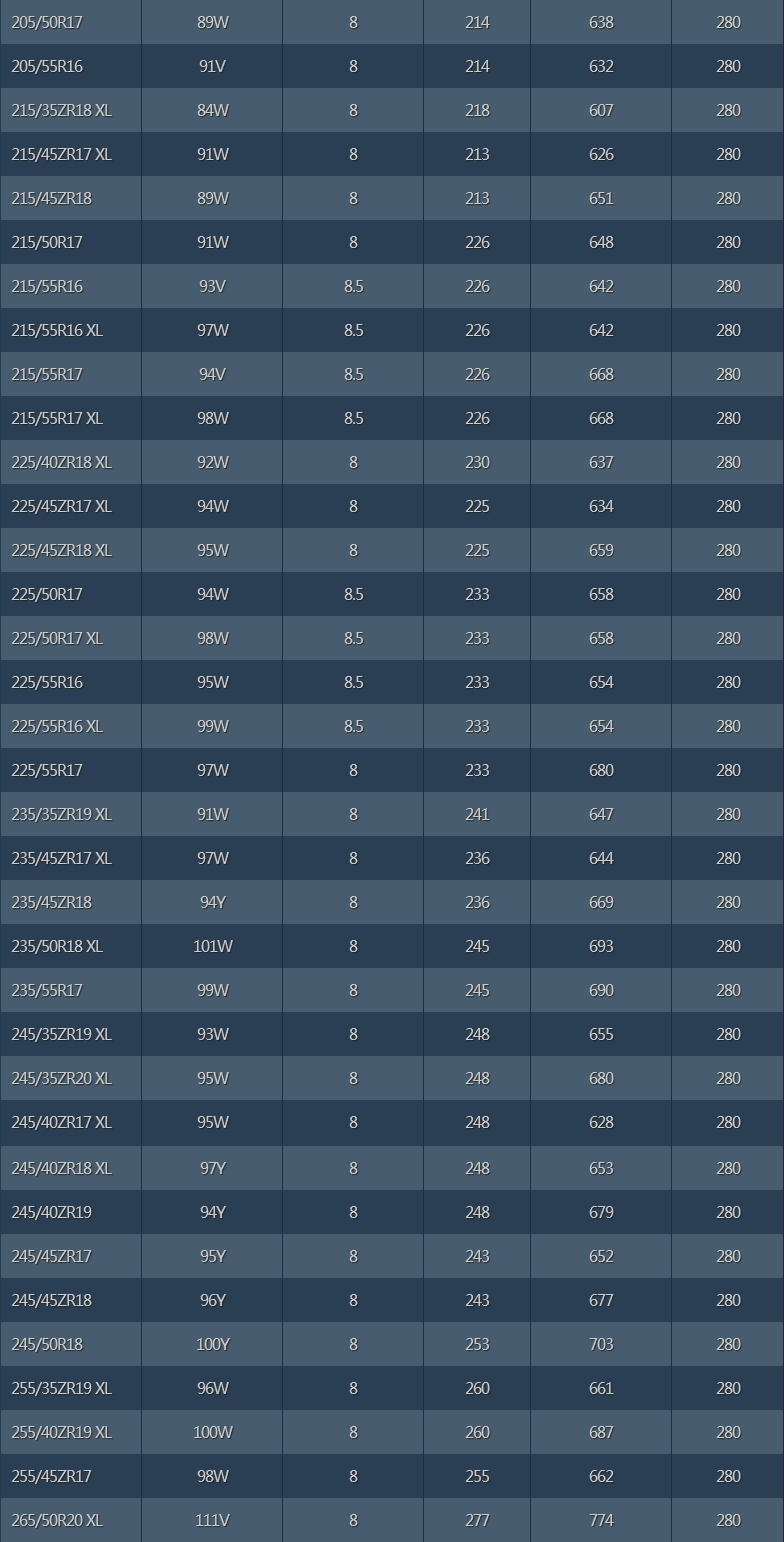 205/50R17 89W 8 214 638 280
205/55R16 91V 8 214 632 280
215/35ZR18 XL 84W 8 218 607 280
215/45ZR17 XL 91W 8 213 626 280
215/45ZR18 89W 8 213 651 280
215/50R17 91W 8 226 648 280
215/55R16 93V 8.5 226 642 280
215/55R16 XL 97W 8.5 226 642 280
215/55R17 94V 8.5 226 668 280
215/55R17 XL 98W 8.5 226 668 280
225/40ZR18 XL 92W 8 230 637 280
225/45ZR17 XL 94W 8 225 634 280
225/45ZR18 XL 95W 8 225 659 280
225/50R17 94W 8.5 233 658 280
225/50R17 XL 98W 8.5 233 658 280
225/55R16 95W 8.5 233 654 280
225/55R16 XL 99W 8.5 233 654 280
225/55R17 97W 8 233 680 280
235/35ZR19 XL 91W 8 241 647 280
235/45ZR17 XL 97W 8 236 644 280
235/45ZR18 94Y 8 236 669 280
235/50R18 XL 101W 8 245 693 280
235/55R17 99W 8 245 690 280
245/35ZR19 XL 93W 8 248 655 280
245/35ZR20 XL 95W 8 248 680 280
245/40ZR17 XL 95W 8 248 628 280
245/40ZR18 XL 97Y 8 248 653 280
245/40ZR19 94Y 8 248 679 280
245/45ZR17 95Y 8 243 652 280
245/45ZR18 96Y 8 243 677 280
245/50R18 100Y 8 253 703 280
255/35ZR19 XL 96W 8 260 661 280
255/40ZR19 XL 100W 8 260 687 280
255/45ZR17 98W 8 255 662 280
265/50R20 XL 111V 8 277 774 280